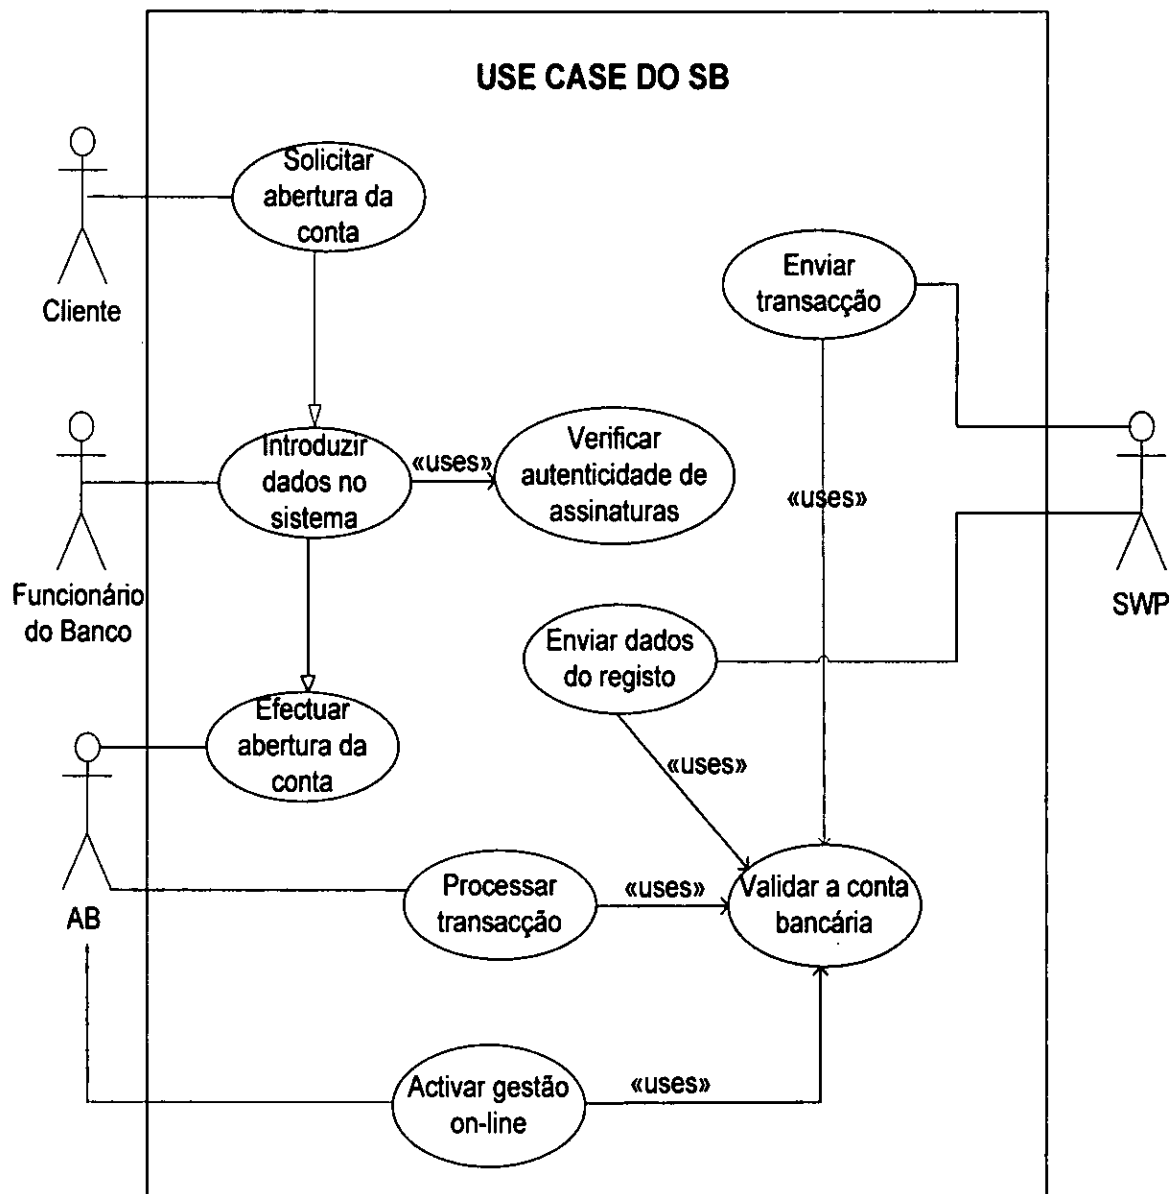 USE CASE DO SB
Solicitar
abertura da
conta
Cliente
Enviar
transacção
Introduzir
dados no
sistema
«uses»
Verificar
autenticidade de
assinaturas
«uses»
Funcionário
do Banco
SWP
Enviar dados
do registo
Efectuar
abertura da
conta
«uses»
AB
Processar
transacção
«uses»
Validar a conta
bancária
Activar gestão
on-line
«uses»